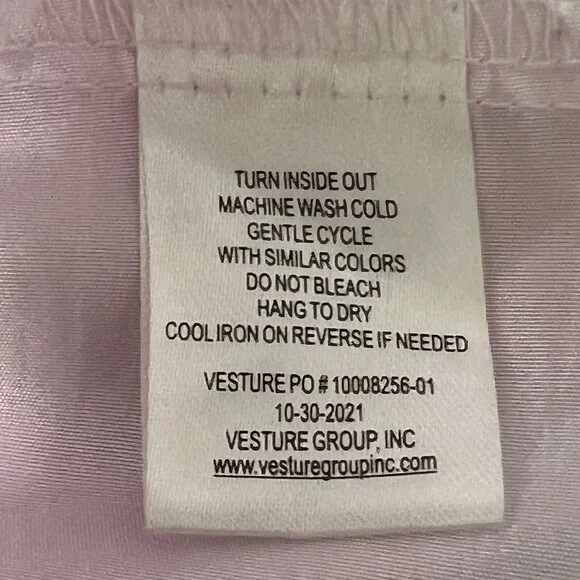 TURN INSIDE OUT
MACHINE WASH COLD
GENTLE CYCLE
WITH SIMILAR COLORS
DO NOT BLEACH
HANG TO DRY
COOL IRON ON REVERSE IF NEEDED
VESTURE PO # 10008256-01
10-30-2021
VESTURE GROUP, INC
www.vesturegroupinc.com